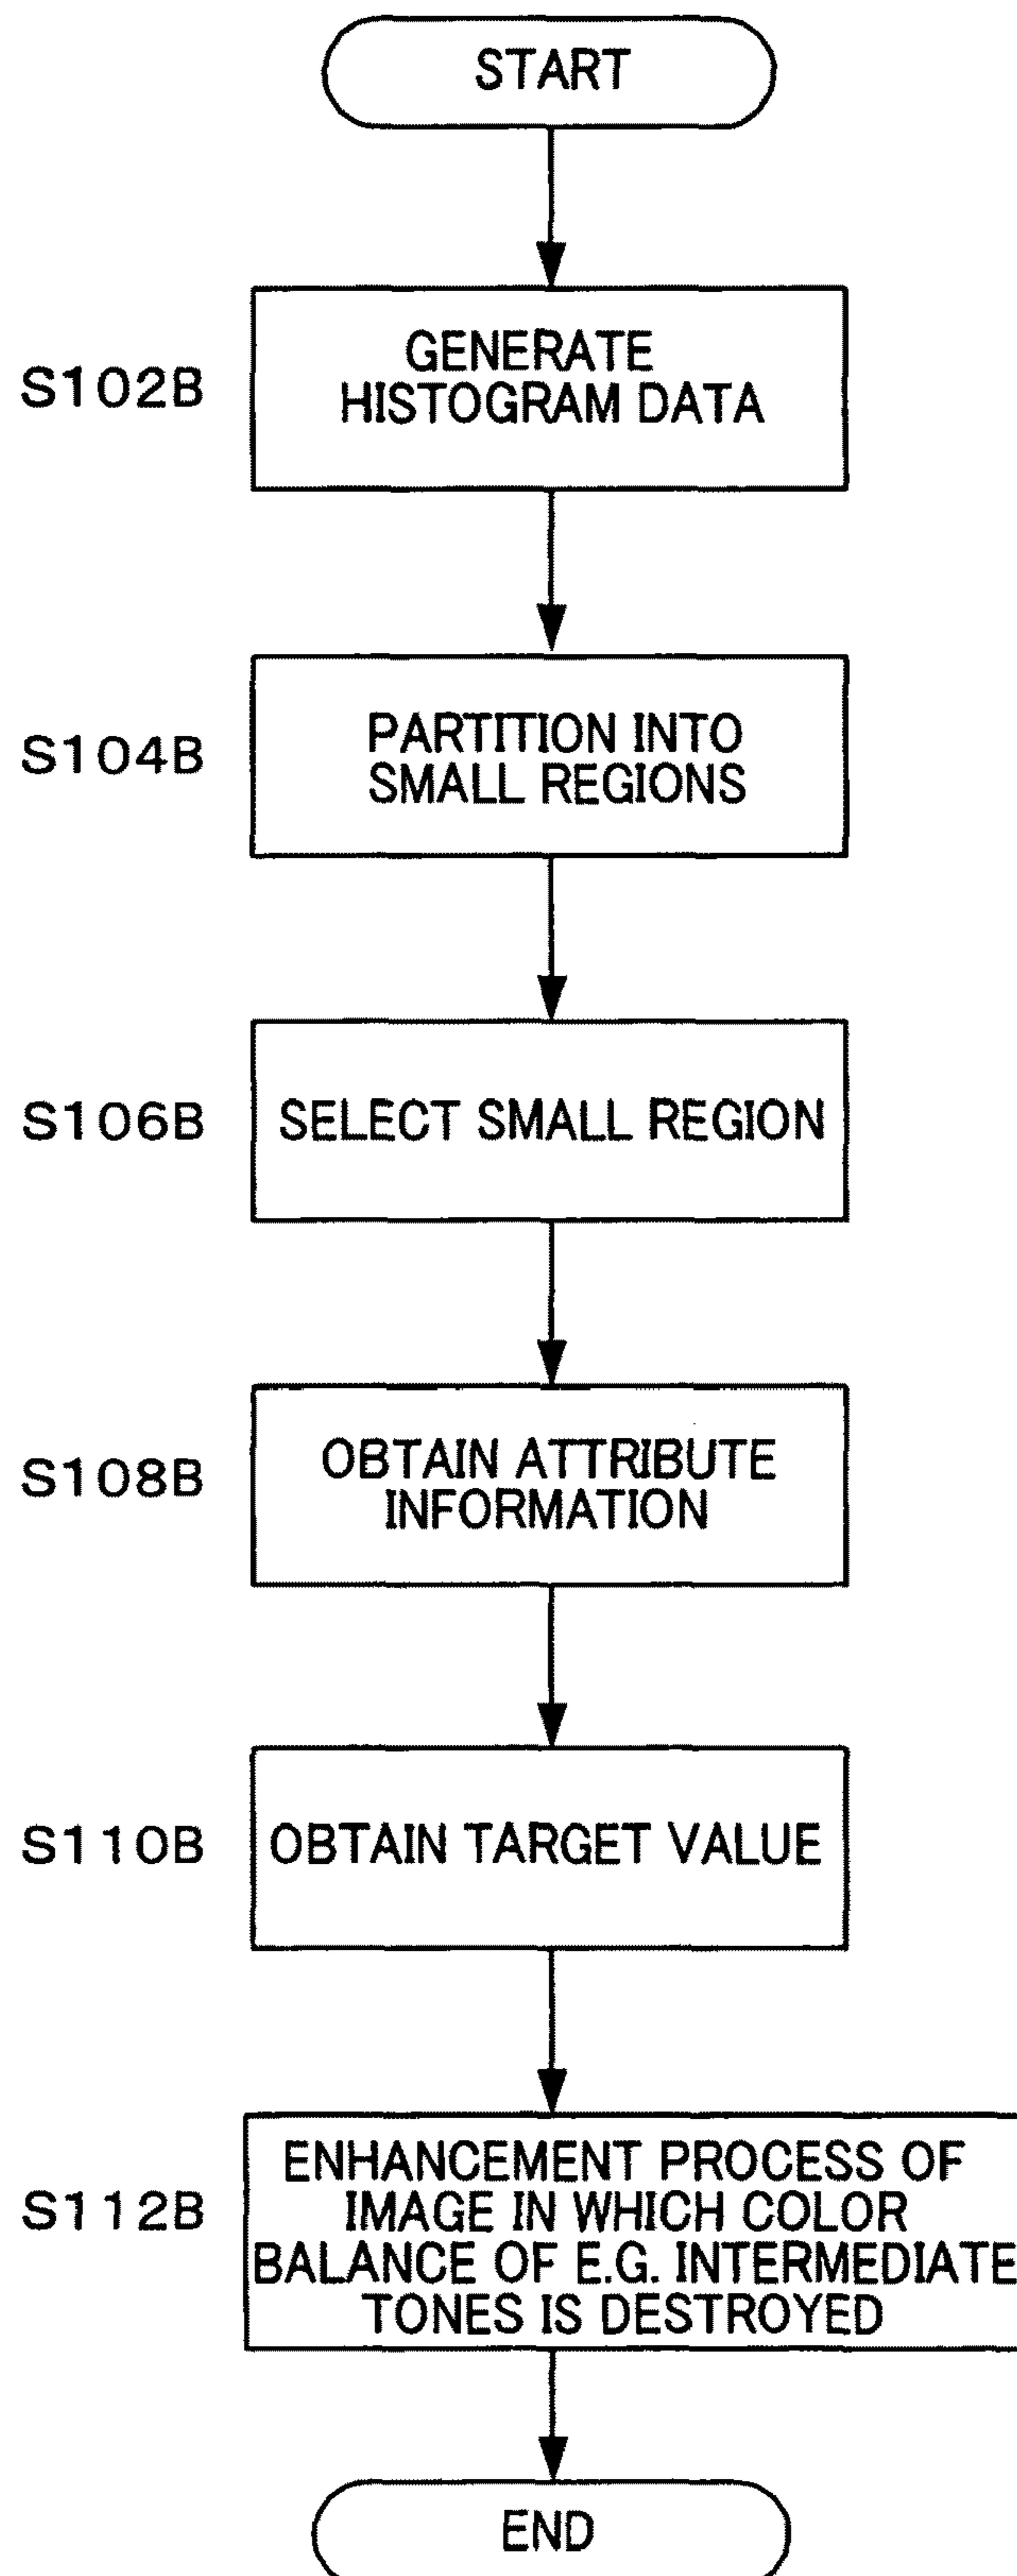 START
S102B
GENERATE
HISTOGRAM DATA
S104B
PARTITION INTO
SMALL REGIONS
S106B
SELECT SMALL REGION
S108B
OBTAIN ATTRIBUTE
INFORMATION
S110B
OBTAIN TARGET VALUE
S112B
ENHANCEMENT PROCESS OF
IMAGE IN WHICH COLOR
BALANCE OF E.G. INTERMEDIATE
TONES IS DESTROYED
END